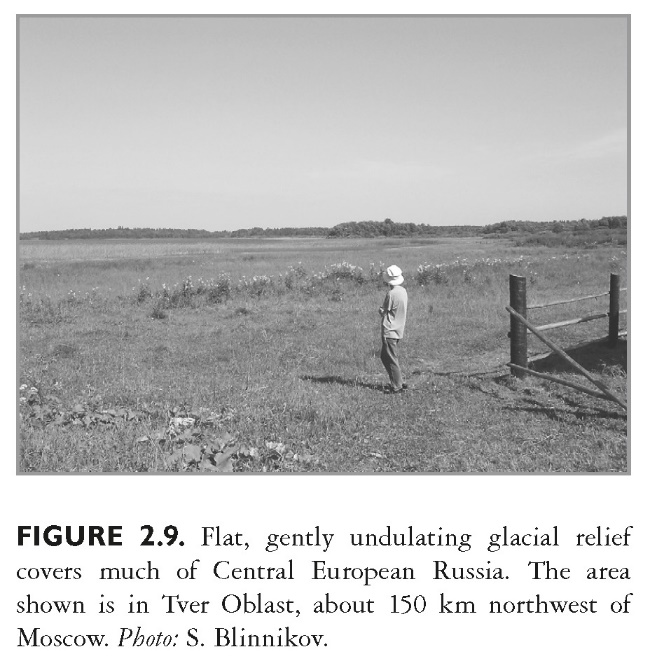 FIGURE 2.9. Flat, gently undulating glacial relief
covers much of Central European Russia. The area
shown is in Tver Oblast, about 150 km northwest of
Moscow. Photo: S. Blinnikov.